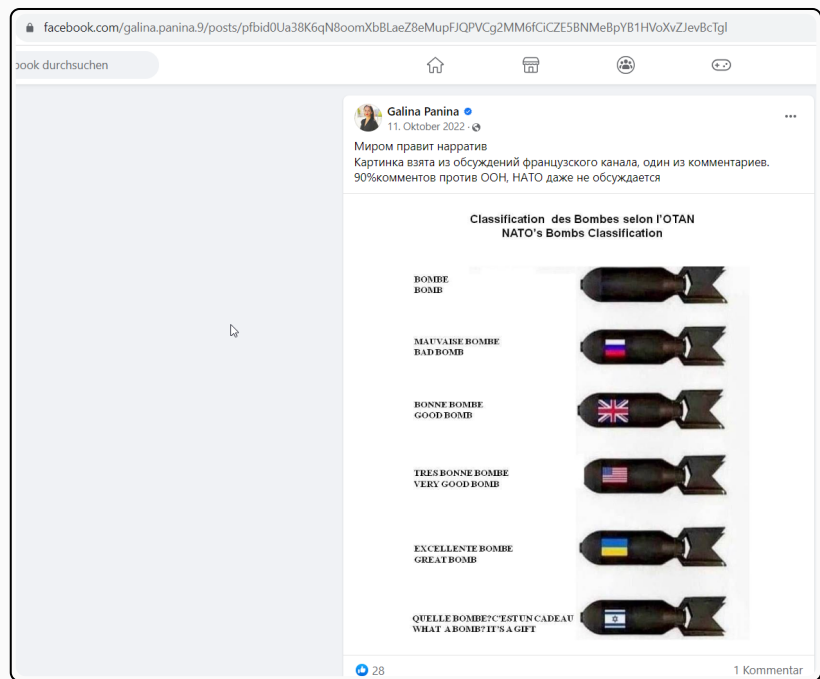 facebook.com/galina.panina.9/posts/pfbid0Ua38K6qN8oomXbBLaeZ8eMupFJQPVCg2MM6fCiCZE5BNMeBpYB1HVoXvZJevBcTgl
book durchsuchen
Galina Panina
11. Oktober 2022 ·
Миром правит нарратив
Картинка взята из обсуждений французского канала, один из комментариев.
90%комментов против ООН, НАТО даже не обсуждается
Classification des Bombes selon l'OTAN
NATO's Bombs Classification
BOMBE
BOMB
MAUVAISE BOMBE
BAD BOMB
BONNE BOMBE
GOOD BOMB
TRES BONNE BOMBE
VERY GOOD BOMB
EXCELLENTE BOMBE
GREAT BOMB
QUELLE BOMBE?C'EST UN CADEAU
WHAT A BOMB? IT'S A GIFT
28
1 Kommentar